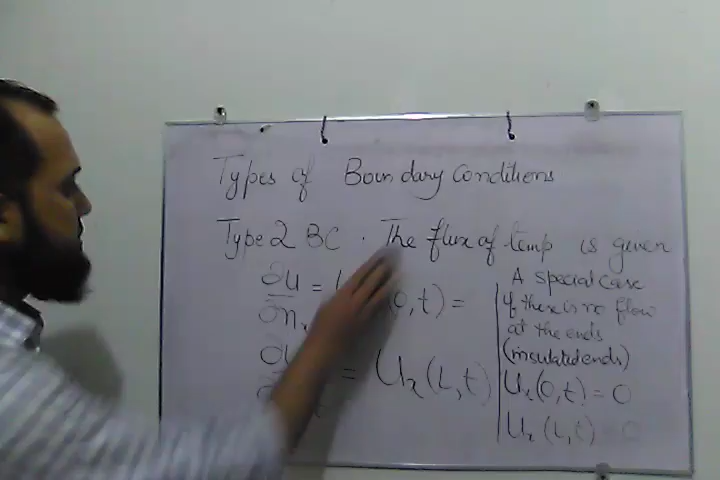 Types of Boundary Conditions
Type 2 BC . The flux of temp is given
∂u/∂n = (0,t) =
∂u = Ux(L,t)
A special case
if there is no flow
at the ends
(insulated ends)
Ux(0,t) = 0
Ux(L,t) = 0